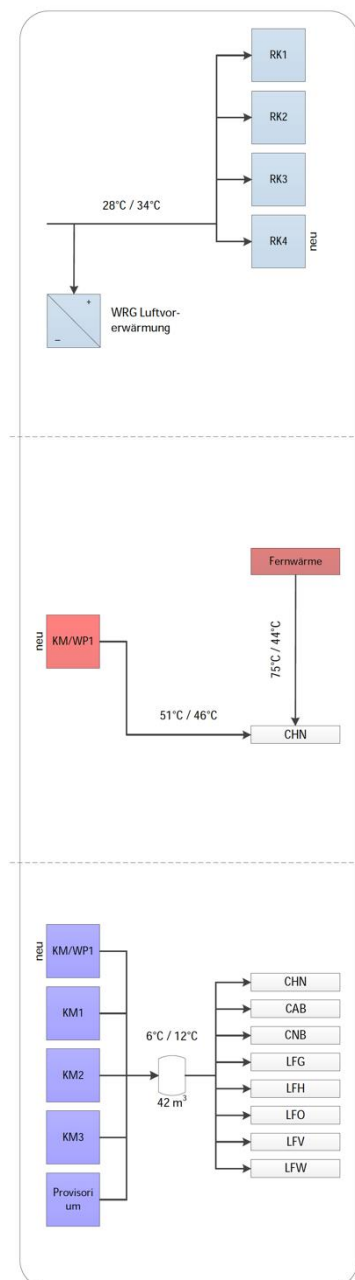 RK1
RK2
RK3
28°C / 34°C
RK4
neu
+
–
WRG Luftvor-
erwärmung
Fernwärme
neu
KM/WP1
75°C / 44°C
51°C / 46°C
CHN
neu
KM/WP1
KM1
KM2
KM3
Provisori
um
6°C / 12°C
42 m³
CHN
CAB
CNB
LFG
LFH
LFO
LFV
LFW